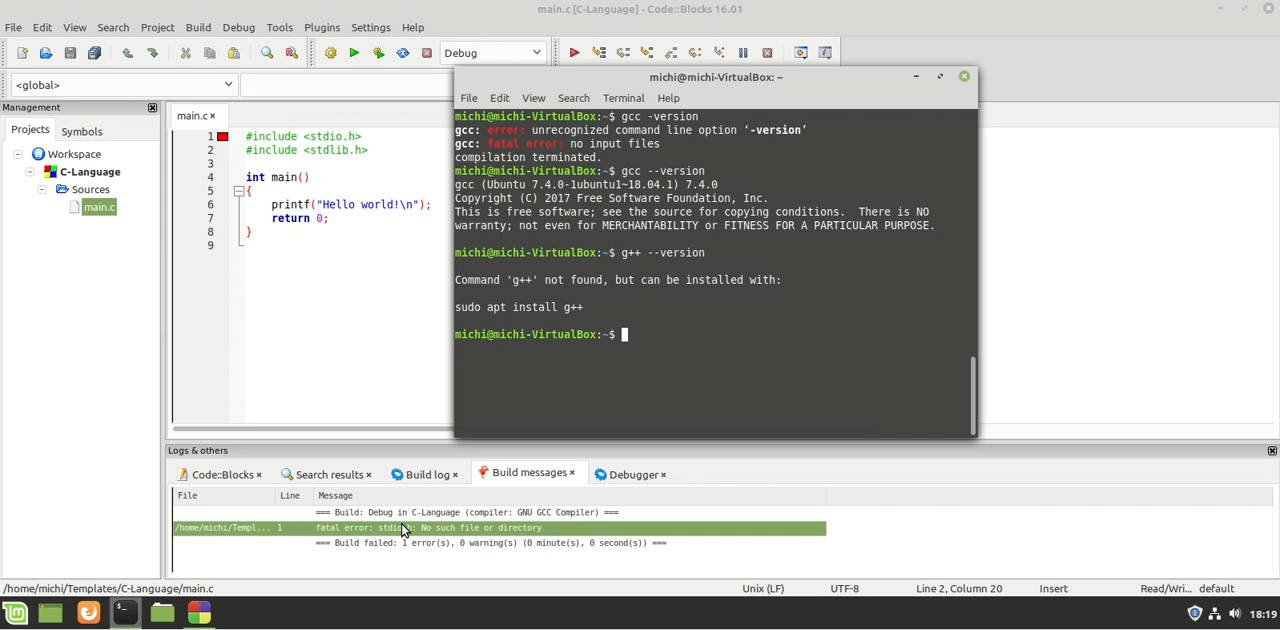 main.c [C-Language] - Code::Blocks 16.01
File Edit View Search Project Build Debug Tools Plugins Settings Help
Debug
<global>
Management
Projects Symbols
Workspace
C-Language
Sources
main.c
main.c
1 #include <stdio.h>
2 #include <stdlib.h>
3
4 int main()
5 {
6 printf("Hello world!\n");
7 return 0;
8 }
9
michi@michi-VirtualBox: ~
File Edit View Search Terminal Help
michi@michi-VirtualBox:~$ gcc -version
gcc: error: unrecognized command line option ‘-version’
gcc: fatal error: no input files
compilation terminated.
michi@michi-VirtualBox:~$ gcc --version
gcc (Ubuntu 7.4.0-1ubuntu1~18.04.1) 7.4.0
Copyright (C) 2017 Free Software Foundation, Inc.
This is free software; see the source for copying conditions.  There is NO
warranty; not even for MERCHANTABILITY or FITNESS FOR A PARTICULAR PURPOSE.
michi@michi-VirtualBox:~$ g++ --version
Command 'g++' not found, but can be installed with:
sudo apt install g++
michi@michi-VirtualBox:~$
Logs & others
Code::Blocks Search results Build log Build messages Debugger
File Line Message
=== Build: Debug in C-Language (compiler: GNU GCC Compiler) ===
/home/michi/Templ... 1 fatal error: stdio.h: No such file or directory
=== Build failed: 1 error(s), 0 warning(s) (0 minute(s), 0 second(s)) ===
/home/michi/Templates/C-Language/main.c Unix (LF) UTF-8 Line 2, Column 20 Insert Read/Wri... default
18:19